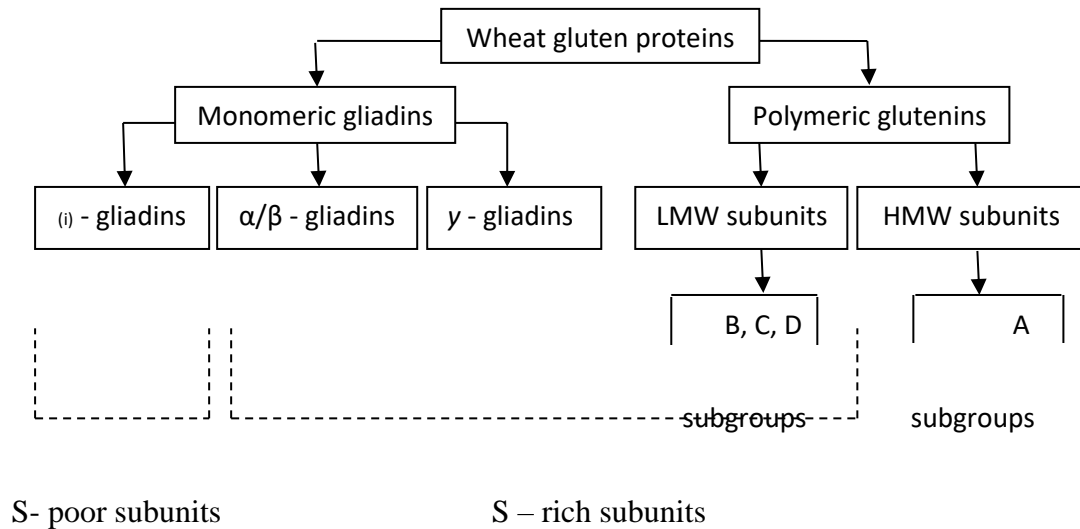 Wheat gluten proteins
Monomeric gliadins
Polymeric glutenins
(i) - gliadins
α/β - gliadins
y - gliadins
LMW subunits
HMW subunits
B, C, D
A
subgroups
subgroups
S- poor subunits
S – rich subunits